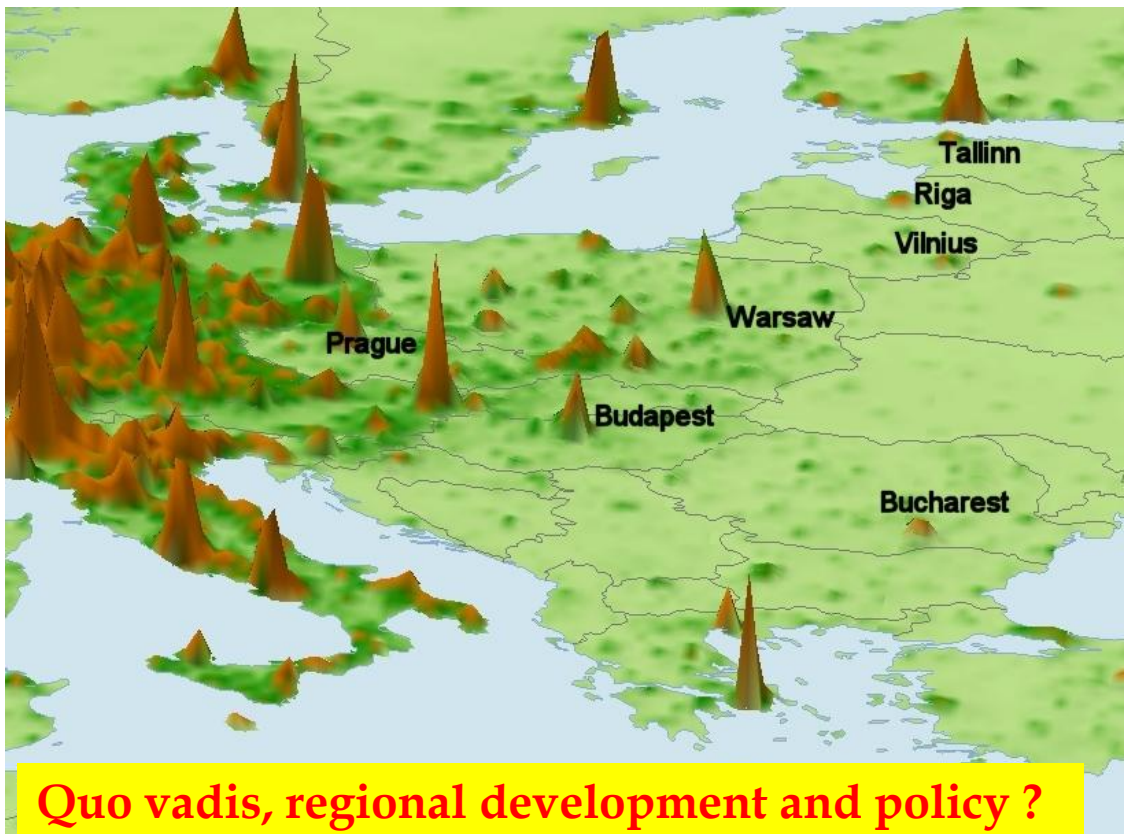 Tallinn
Riga
Vilnius
Warsaw
Prague
Budapest
Bucharest
Quo vadis, regional development and policy ?